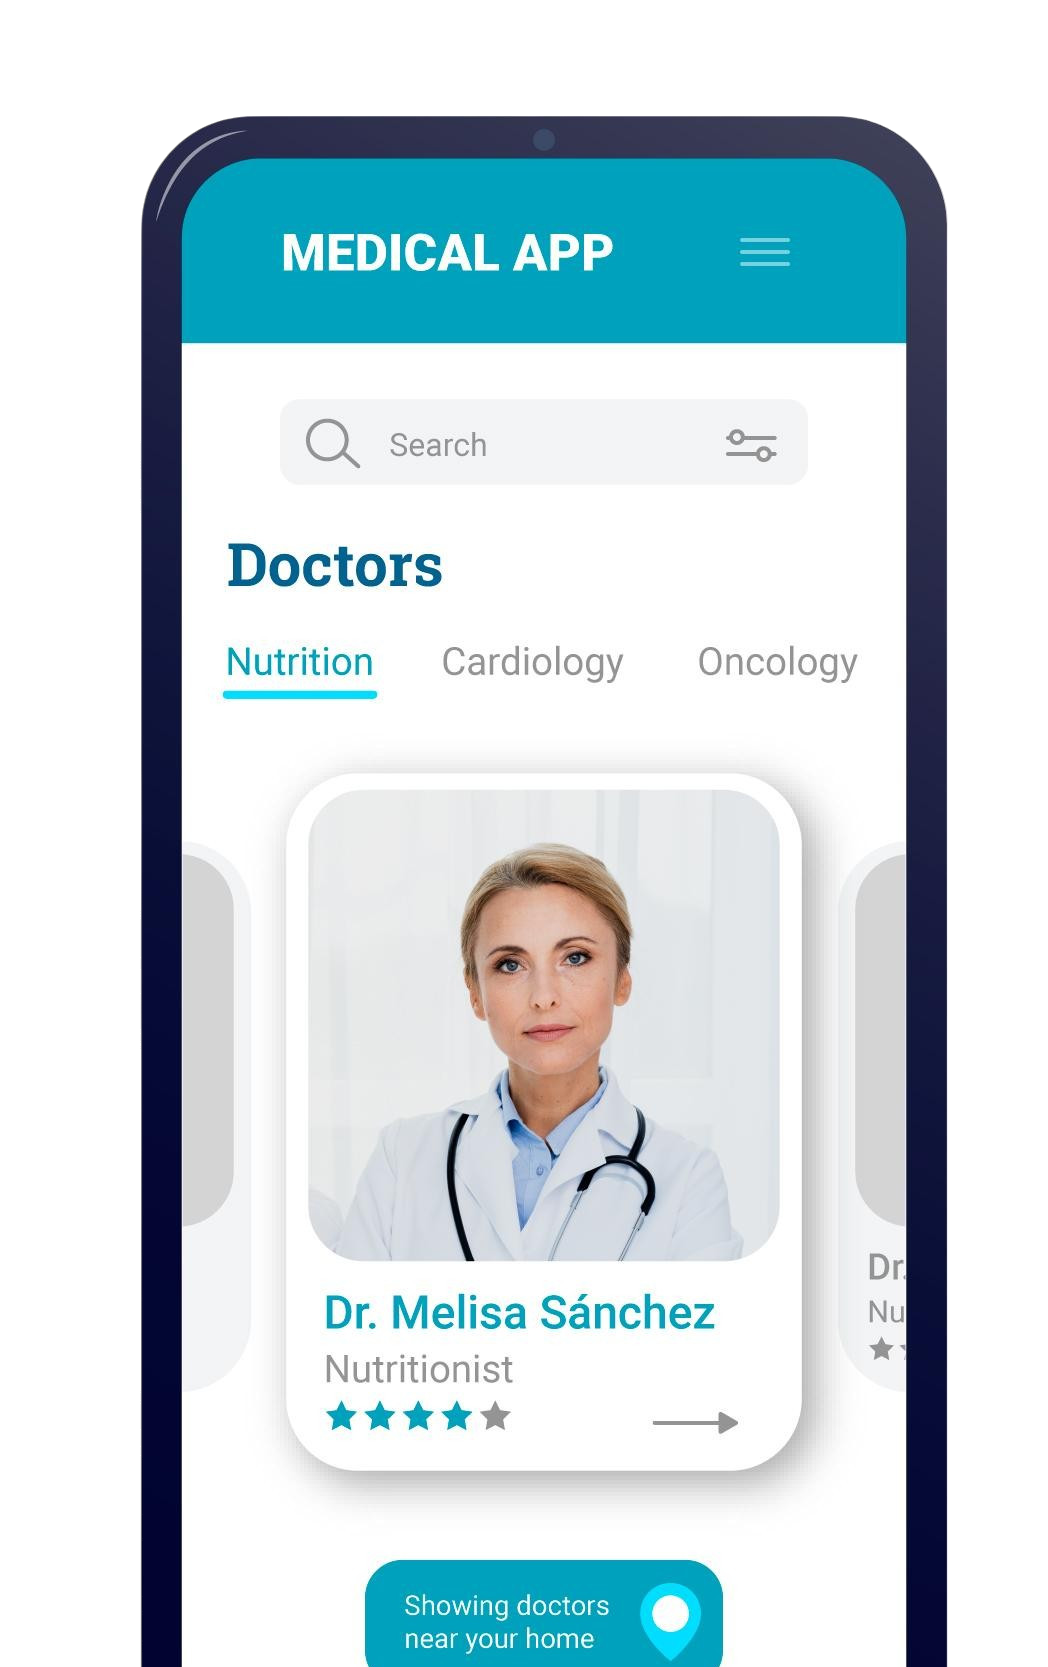 MEDICAL APP
Search
Doctors
Nutrition Cardiology Oncology
Dr. Melisa Sánchez
Nutritionist
Dr.
Nu
Showing doctors
near your home